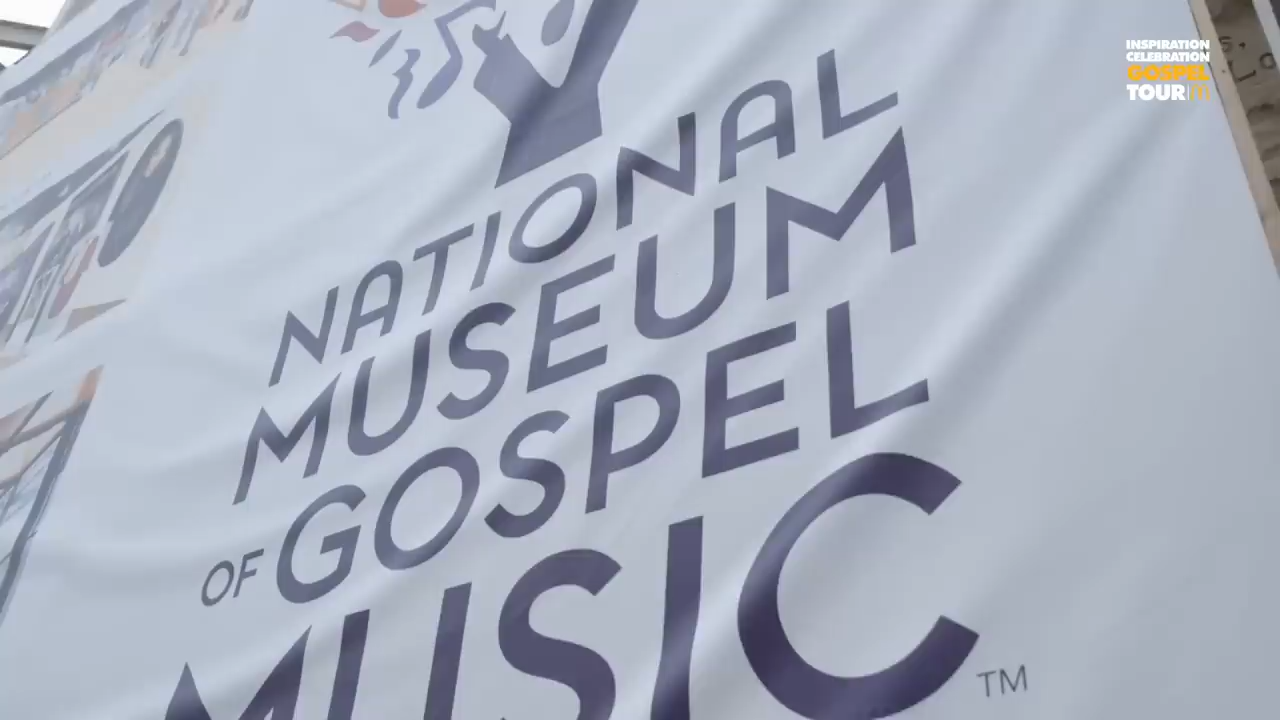 INSPIRATION
CELEBRATION
GOSPEL
TOUR
NATIONAL
MUSEUM
OF GOSPEL
MUSIC
TM